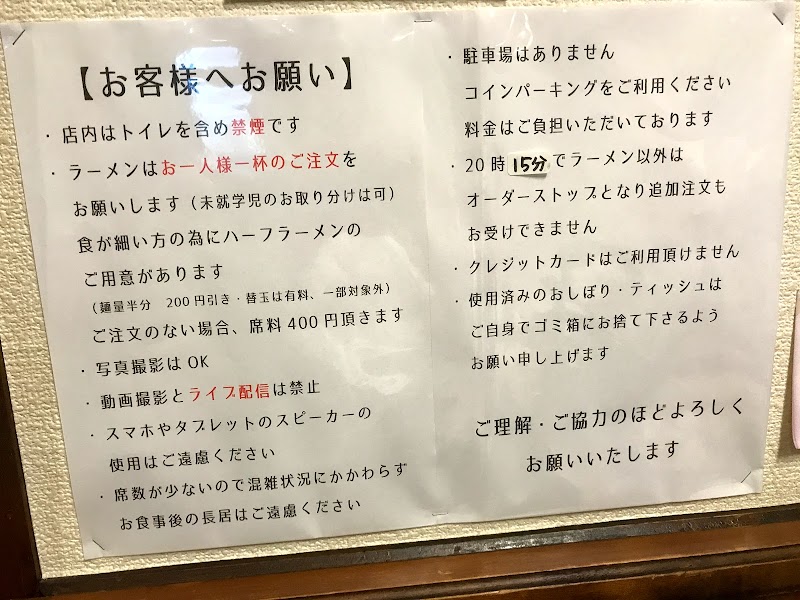 【お客様へお願い】
・店内はトイレを含め禁煙です
・ラーメンはお一人様一杯のご注文を
お願いします（未就学児のお取り分けは可）
食が細い方の為にハーフラーメンの
ご用意があります
（麺量半分　200円引き・替玉は有料、一部対象外）
ご注文のない場合、席料400円頂きます
・写真撮影はOK
・動画撮影とライブ配信は禁止
・スマホやタブレットのスピーカーの
使用はご遠慮ください
・席数が少ないので混雑状況にかかわらず
お食事後の長居はご遠慮ください
・駐車場はありません
コインパーキングをご利用ください
料金はご負担いただいております
・20時15分でラーメン以外は
オーダーストップとなり追加注文も
お受けできません
・クレジットカードはご利用頂けません
・使用済みのおしぼり・ティッシュは
ご自身でゴミ箱にお捨て下さるよう
お願い申し上げます
ご理解・ご協力のほどよろしく
お願いいたします